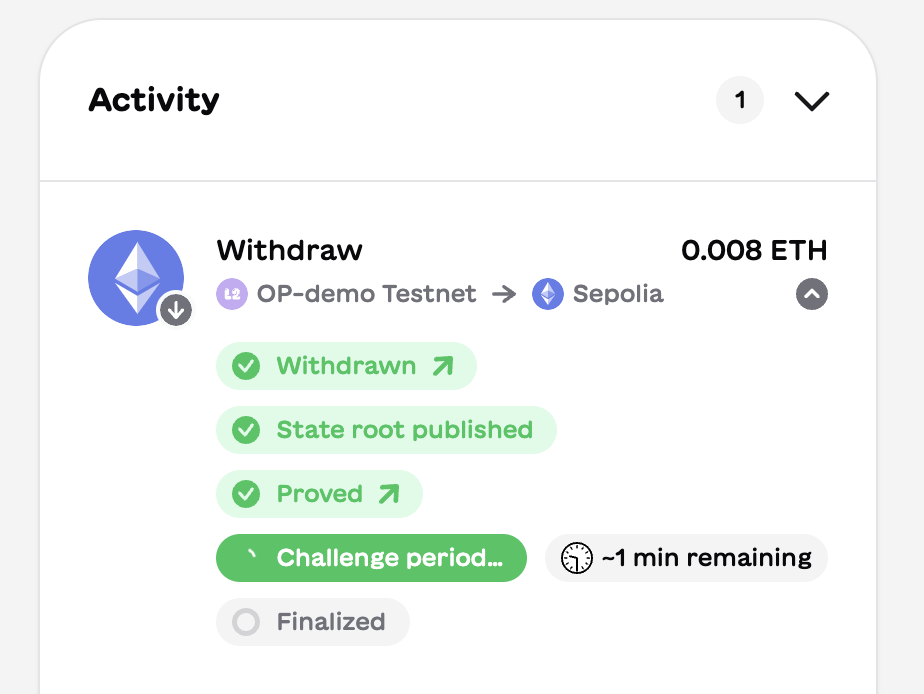 Activity
1
Withdraw
0.008 ETH
L2 OP-demo Testnet → Sepolia
Withdrawn
State root published
Proved
Challenge period...
~1 min remaining
Finalized